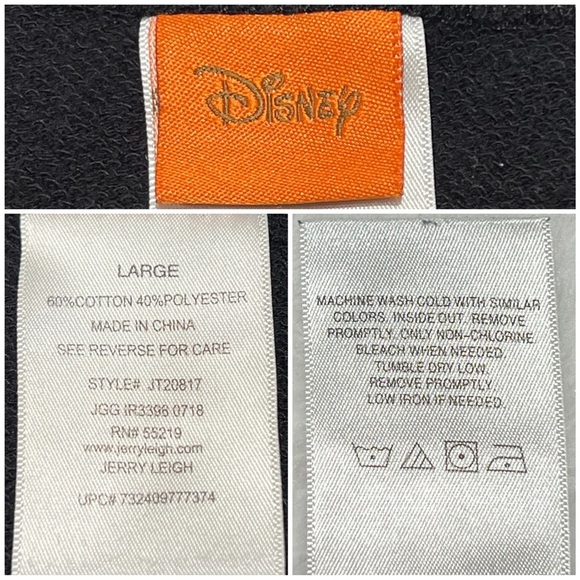 Disney
LARGE
60%COTTON 40%POLYESTER
MADE IN CHINA
SEE REVERSE FOR CARE
STYLE# JT20817
JGG IR3398 0718
RN# 55219
www.jerryleigh.com
JERRY LEIGH
UPC# 732409777374
MACHINE WASH COLD WITH SIMILAR
COLORS. INSIDE OUT. REMOVE
PROMPTLY. ONLY NON-CHLORINE
BLEACH WHEN NEEDED.
TUMBLE DRY LOW.
REMOVE PROMPTLY.
LOW IRON IF NEEDED.